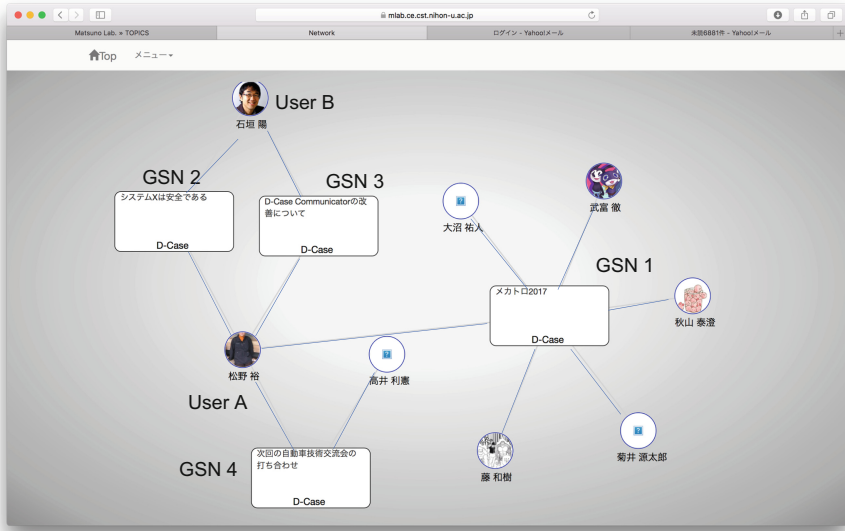 mlab.ce.cst.nihon-u.ac.jp
Matsuno Lab. » TOPICS
Network
ログイン - Yahoo!メール
未読6881件 - Yahoo!メール
Top
メニュー
User B
石垣 陽
GSN 2
GSN 3
システムXは安全である
D-Case
D-Case Communicatorの改
善について
D-Case
大沼 祐人
武富 徹
GSN 1
メカトロ2017
D-Case
秋山 泰澄
松野 裕
高井 利憲
User A
菊井 源太郎
藤 和樹
GSN 4
次回の自動車技術交流会の
打ち合わせ
D-Case